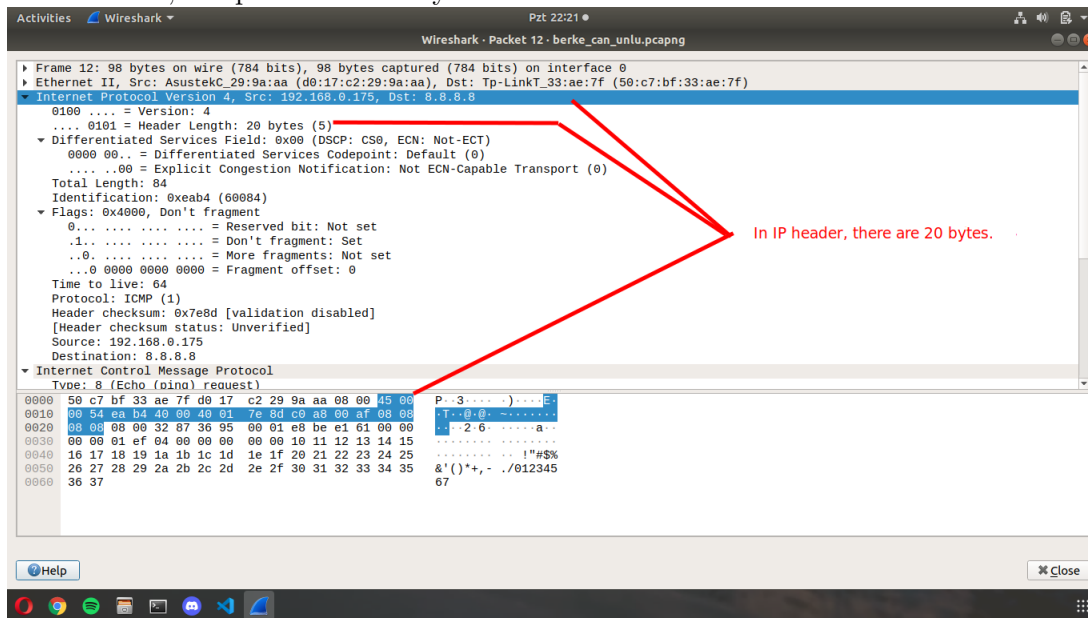 Activities Wireshark Pzt 22:21
Wireshark · Packet 12 · berke_can_unlu.pcapng
Frame 12: 98 bytes on wire (784 bits), 98 bytes captured (784 bits) on interface 0
Ethernet II, Src: AsustekC_29:9a:aa (d0:17:c2:29:9a:aa), Dst: Tp-LinkT_33:ae:7f (50:c7:bf:33:ae:7f)
Internet Protocol Version 4, Src: 192.168.0.175, Dst: 8.8.8.8
0100 .... = Version: 4
.... 0101 = Header Length: 20 bytes (5)
Differentiated Services Field: 0x00 (DSCP: CS0, ECN: Not-ECT)
0000 00.. = Differentiated Services Codepoint: Default (0)
.... ..00 = Explicit Congestion Notification: Not ECN-Capable Transport (0)
Total Length: 84
Identification: 0xeab4 (60084)
Flags: 0x4000, Don't fragment
0... .... .... .... = Reserved bit: Not set
.1.. .... .... .... = Don't fragment: Set
..0. .... .... .... = More fragments: Not set
...0 0000 0000 0000 = Fragment offset: 0
In IP header, there are 20 bytes.
Time to live: 64
Protocol: ICMP (1)
Header checksum: 0x7e8d [validation disabled]
[Header checksum status: Unverified]
Source: 192.168.0.175
Destination: 8.8.8.8
Internet Control Message Protocol
Type: 8 (Echo (ping) request)
0000 50 c7 bf 33 ae 7f d0 17 c2 29 9a aa 08 00 45 00 P··3···· ·)····E·
0010 00 54 ea b4 40 00 40 01 7e 8d c0 a8 00 af 08 08 ·T··@·@· ~·······
0020 08 08 08 00 32 87 36 95 00 01 e8 be e1 61 00 00 ····2·6· ·····a··
0030 00 00 01 ef 04 00 00 00 00 00 10 11 12 13 14 15 ········ ········
0040 16 17 18 19 1a 1b 1c 1d 1e 1f 20 21 22 23 24 25 ········ ·· !"#$%
0050 26 27 28 29 2a 2b 2c 2d 2e 2f 30 31 32 33 34 35 &'()*+,- ./012345
0060 36 37 67
Help Close